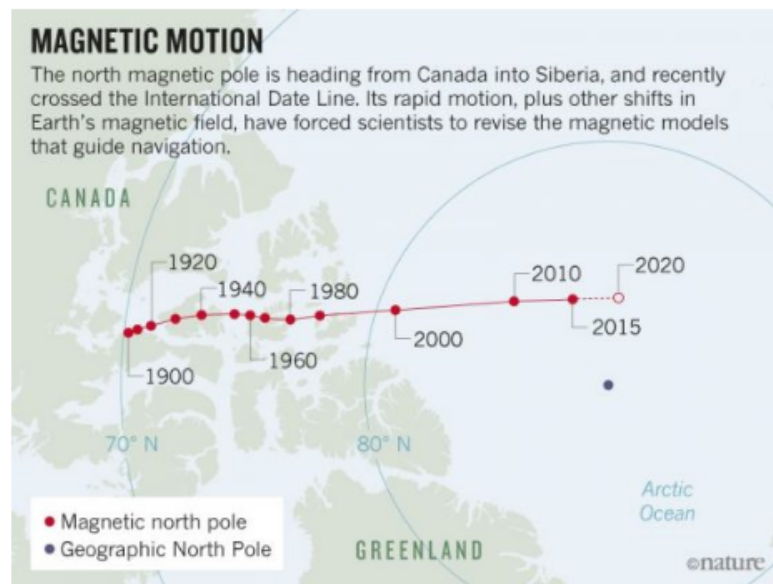 MAGNETIC MOTION
The north magnetic pole is heading from Canada into Siberia, and recently
crossed the International Date Line. Its rapid motion, plus other shifts in
Earth's magnetic field, have forced scientists to revise the magnetic models
that guide navigation.
CANADA
1920
1940
1980
2010
2020
1900
1960
2000
2015
70° N
80° N
Arctic
Ocean
Magnetic north pole
Geographic North Pole
GREENLAND
©nature